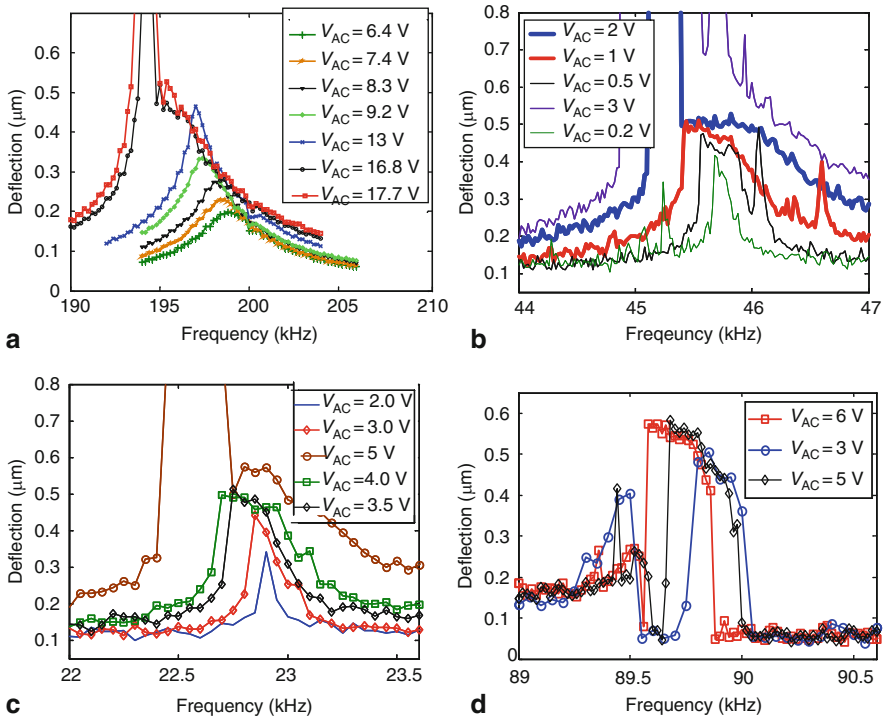 0.7
0.6
0.5
0.4
0.3
0.2
0.1
0
190
195
200
205
210
Deflection (μm)
Frequency (kHz)
V_AC = 6.4 V
V_AC = 7.4 V
V_AC = 8.3 V
V_AC = 9.2 V
V_AC = 13 V
V_AC = 16.8 V
V_AC = 17.7 V
a
0.8
0.7
0.6
0.5
0.4
0.3
0.2
0.1
44
45
46
47
Deflection (μm)
Freqeuncy (kHz)
V_AC = 2 V
V_AC = 1 V
V_AC = 0.5 V
V_AC = 3 V
V_AC = 0.2 V
b
0.8
0.7
0.6
0.5
0.4
0.3
0.2
0.1
22
22.5
23
23.5
Deflection (μm)
Frequency (kHz)
V_AC = 2.0 V
V_AC = 3.0 V
V_AC = 5 V
V_AC = 4.0 V
V_AC = 3.5 V
c
0.6
0.5
0.4
0.3
0.2
0.1
0
89
89.5
90
90.5
Deflection (μm)
Frequency (kHz)
V_AC = 6 V
V_AC = 3 V
V_AC = 5 V
d